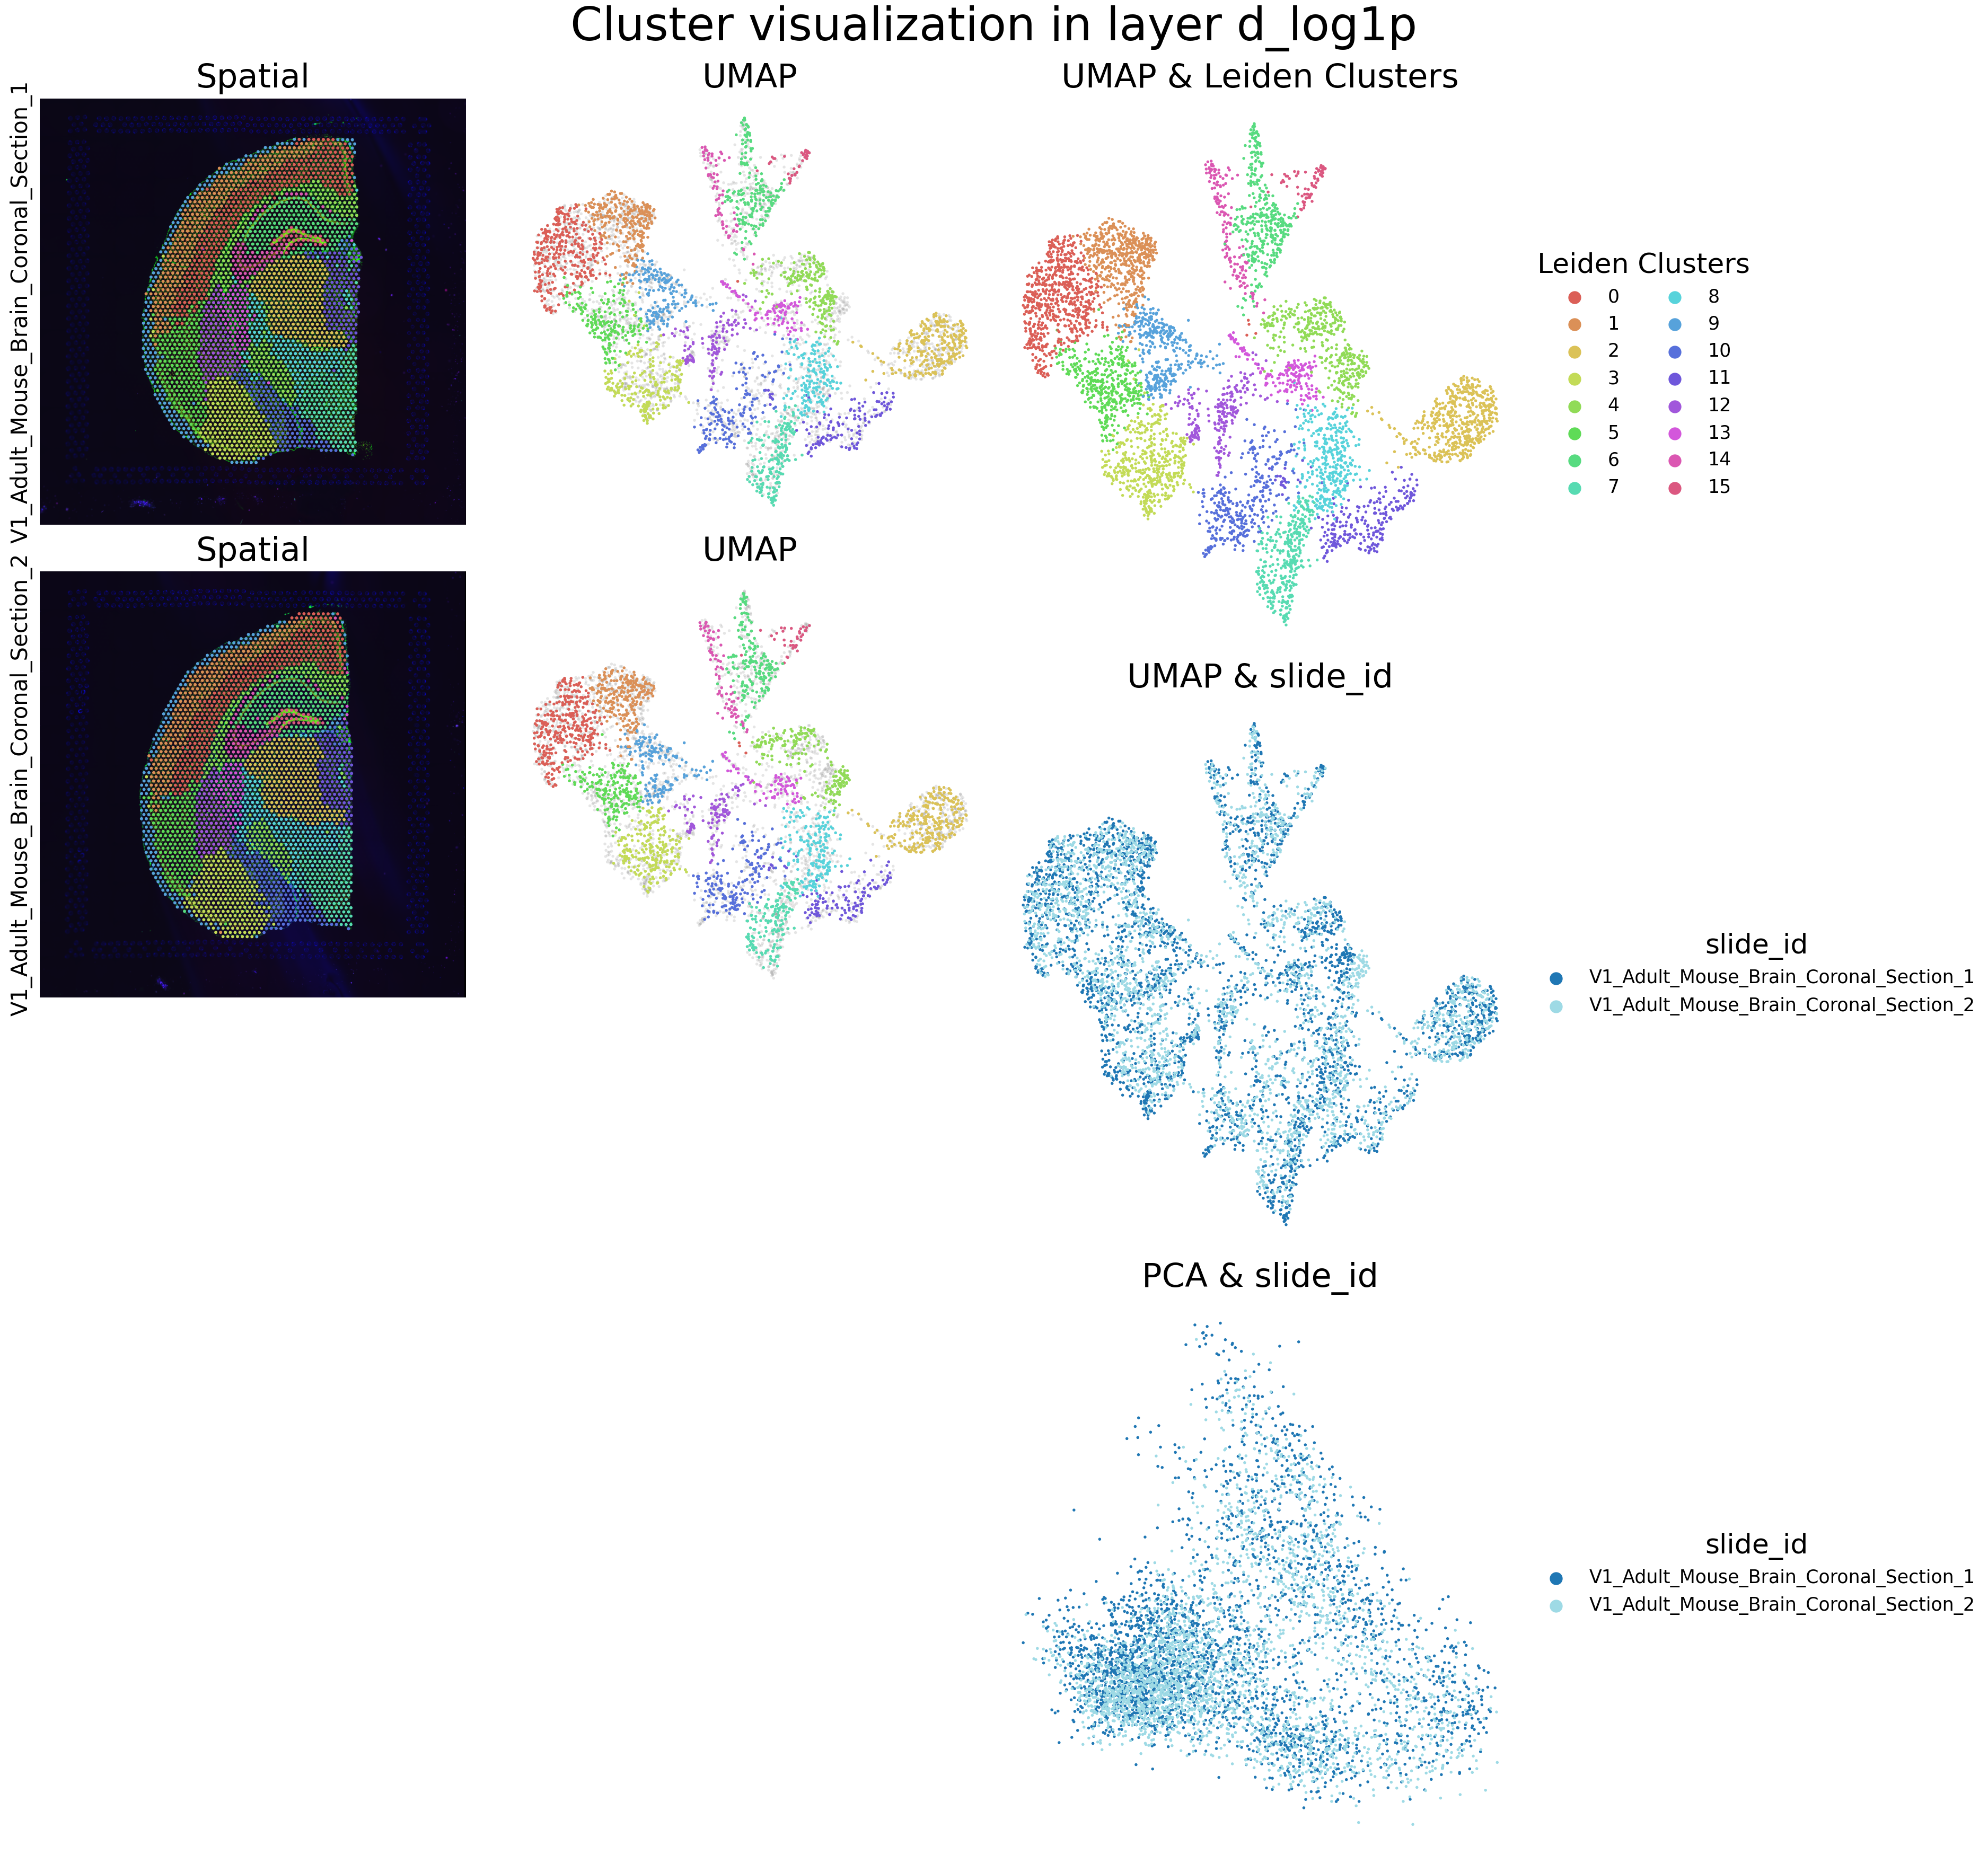 Cluster visualization in layer d_log1p
Spatial
UMAP
UMAP & Leiden Clusters
V1_Adult_Mouse_Brain_Coronal_Section_1
Leiden Clusters
0 8
1 9
2 10
3 11
4 12
5 13
6 14
7 15
Spatial
UMAP
V1_Adult_Mouse_Brain_Coronal_Section_2
UMAP & slide_id
slide_id
V1_Adult_Mouse_Brain_Coronal_Section_1
V1_Adult_Mouse_Brain_Coronal_Section_2
PCA & slide_id
slide_id
V1_Adult_Mouse_Brain_Coronal_Section_1
V1_Adult_Mouse_Brain_Coronal_Section_2